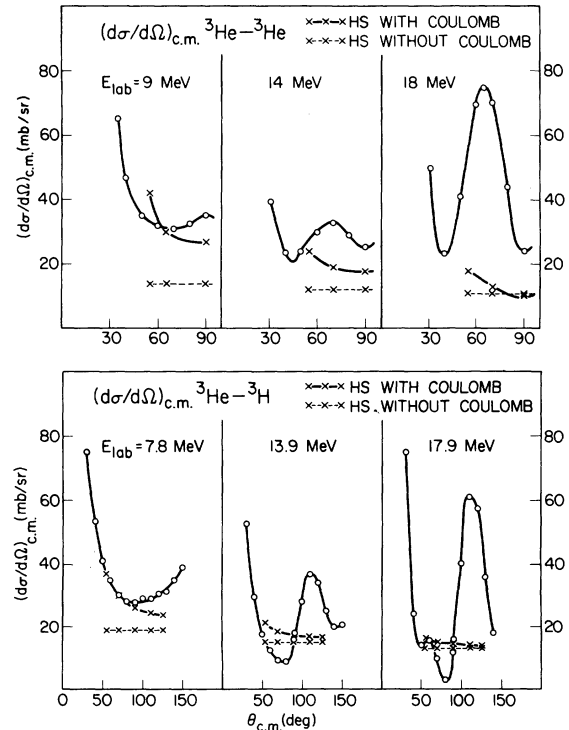 (dσ/dΩ)c.m. ³He—³He
×—×—×HS WITH COULOMB
×---×---×HS WITHOUT COULOMB
80
60
40
20
(dσ/dΩ)c.m.(mb/sr)
Elab=9 MeV
14 MeV
18 MeV
80
60
40
20
30 60 90 30 60 90 30 60 90
(dσ/dΩ)c.m. ³He—³H
×—×—×HS WITH COULOMB
×---×---×HS WITHOUT COULOMB
80
60
40
20
(dσ/dΩ)c.m.(mb/sr)
Elab=7.8 MeV
13.9 MeV
17.9 MeV
80
60
40
20
0 50 100 150 50 100 150 50 100 150
θc.m.(deg)